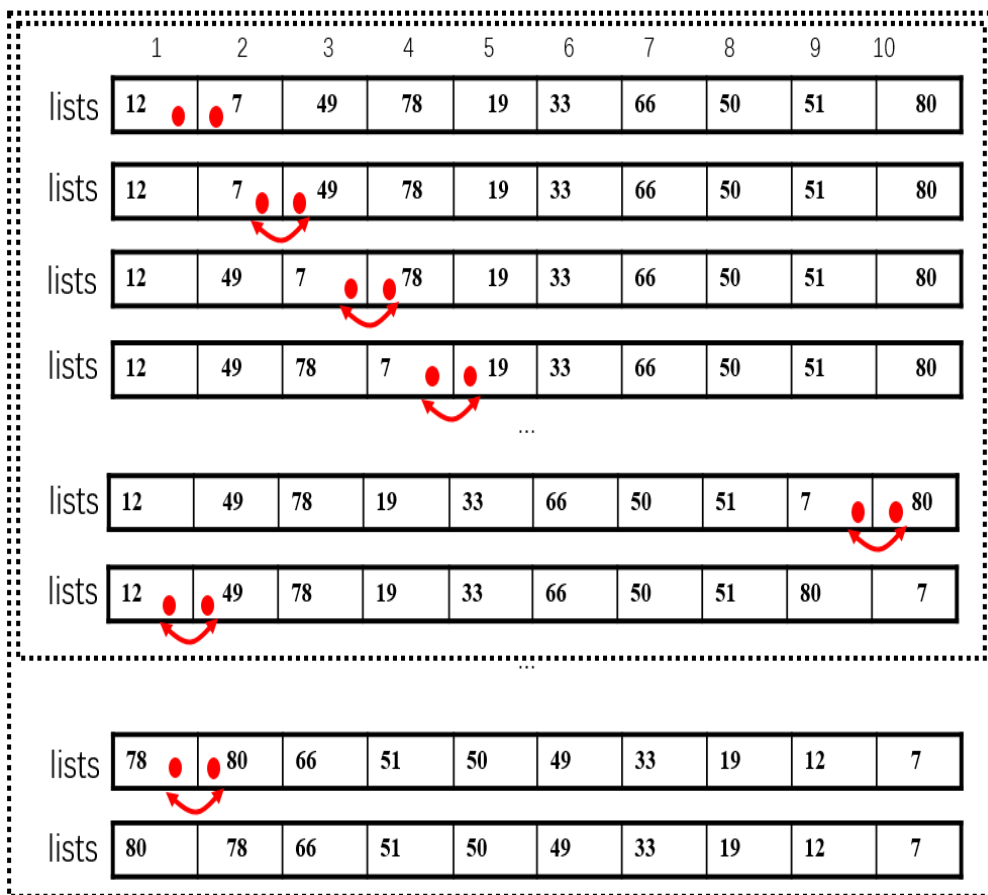 1 2 3 4 5 6 7 8 9 10
lists 12 7 49 78 19 33 66 50 51 80
lists 12 7 49 78 19 33 66 50 51 80
lists 12 49 7 78 19 33 66 50 51 80
lists 12 49 78 7 19 33 66 50 51 80
...
lists 12 49 78 19 33 66 50 51 7 80
lists 12 49 78 19 33 66 50 51 80 7
...
lists 78 80 66 51 50 49 33 19 12 7
lists 80 78 66 51 50 49 33 19 12 7